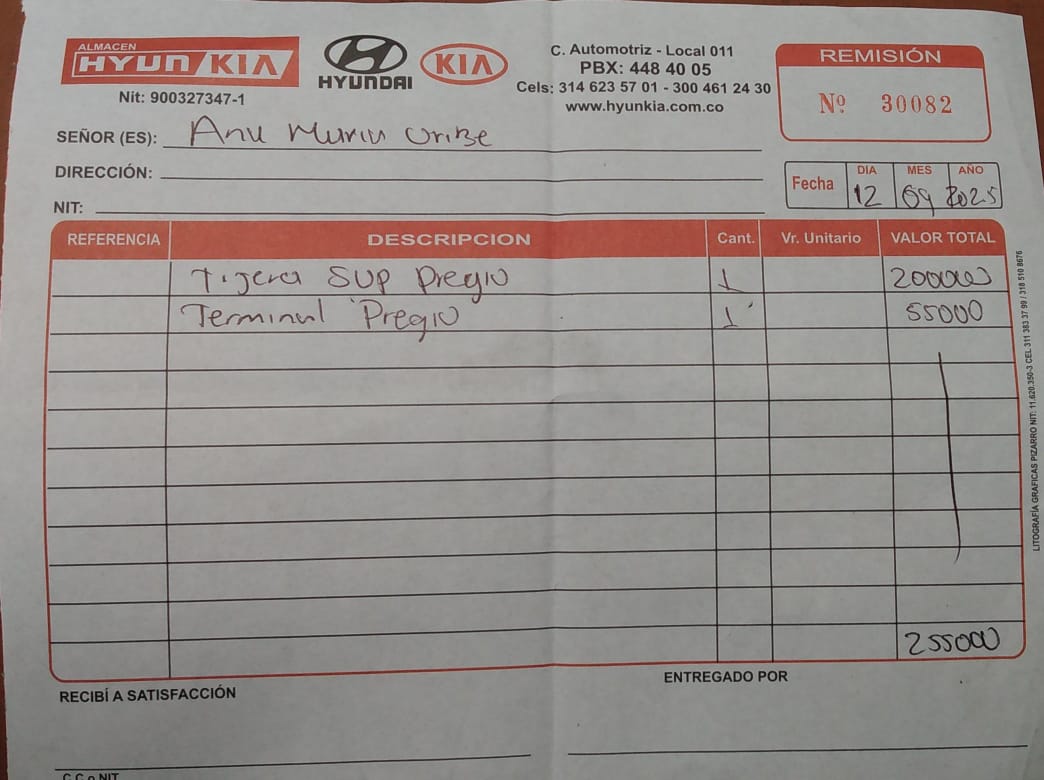 ALMACEN
HYUN/KIA
Nit: 900327347-1
HYUNDAI
KIA
C. Automotriz - Local 011
PBX: 448 40 05
Cels: 314 623 57 01 - 300 461 24 30
www.hyunkia.com.co
REMISIÓN
Nº 30082
SEÑOR (ES): Ana Maria Uribe
DIRECCIÓN:
NIT:
Fecha DIA MES AÑO
12 09 2025
REFERENCIA DESCRIPCION Cant. Vr. Unitario VALOR TOTAL
Tijera SUP Pregio 1 200000
Terminal Pregio 1 55000
255000
RECIBÍ A SATISFACCIÓN
ENTREGADO POR
C.C o NIT
LITOGRAFÍA GRAFICAS PIZARRO NIT: 11.620.350-3 CEL 311 383 37 99 / 318 510 8676